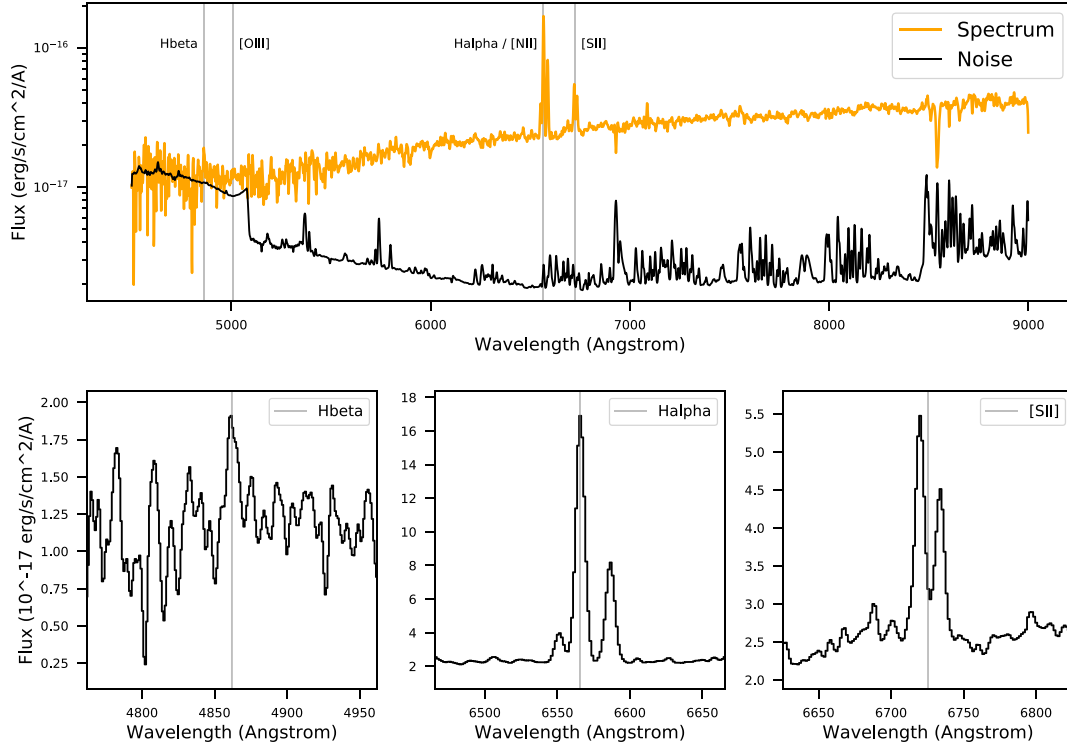 Hbeta
[OIII]
Halpha / [NII]
[SII]
Spectrum
Noise
10^-16
10^-17
Flux (erg/s/cm^2/A)
5000 6000 7000 8000 9000
Wavelength (Angstrom)
Hbeta
2.00
1.75
1.50
1.25
1.00
0.75
0.50
0.25
Flux (10^-17 erg/s/cm^2/A)
4800 4850 4900 4950
Wavelength (Angstrom)
Halpha
18
16
14
12
10
8
6
4
2
6500 6550 6600 6650
Wavelength (Angstrom)
[SII]
5.5
5.0
4.5
4.0
3.5
3.0
2.5
2.0
6650 6700 6750 6800
Wavelength (Angstrom)